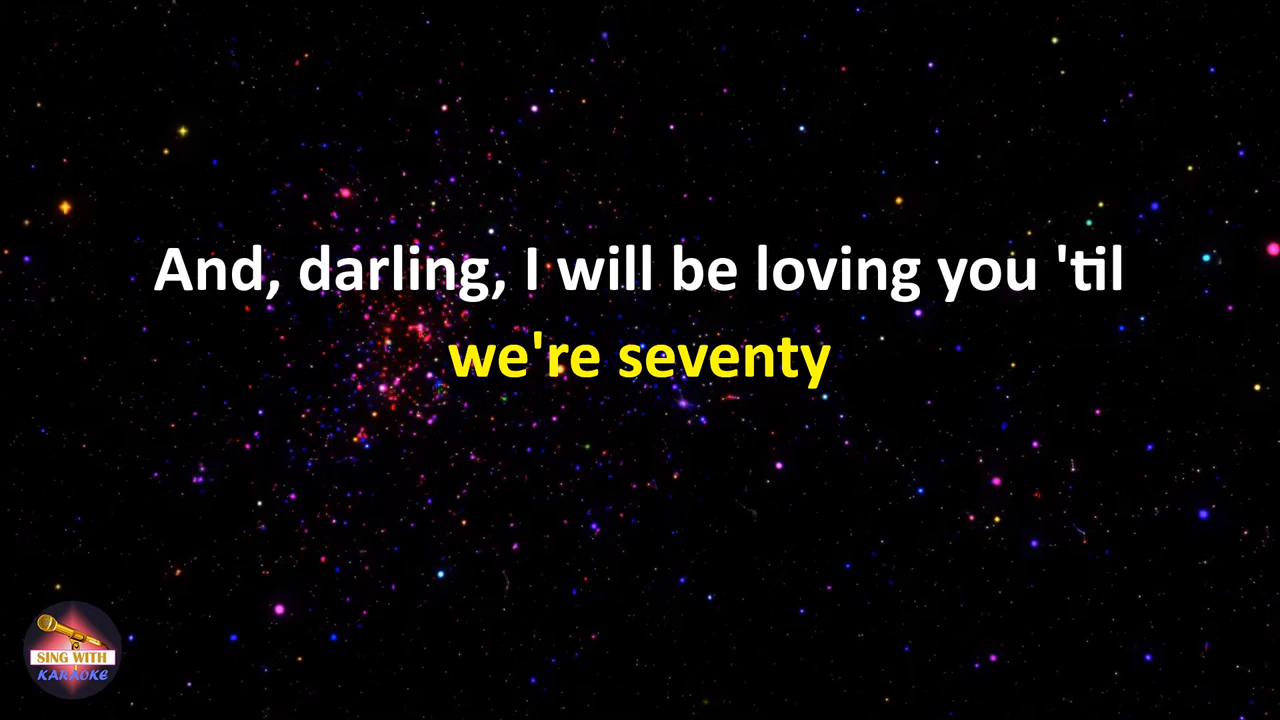 And, darling, I will be loving you 'til
we're seventy
SING WITH
KARAOKE